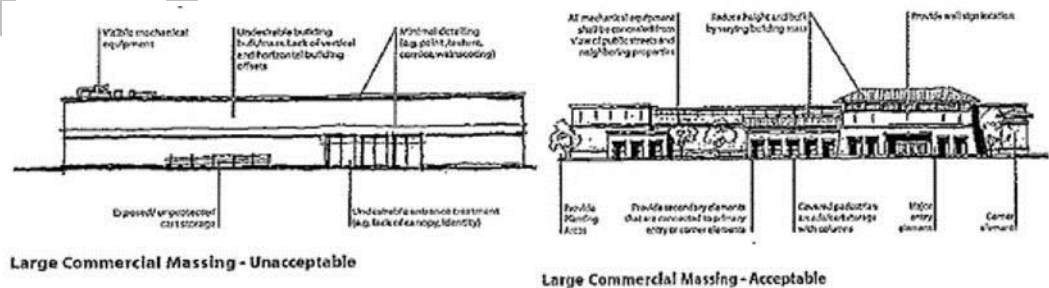 Visible mechanical
equipment
Undesirable building
bulk/mass, lack of vertical
and horizontal building
offsets
Minimal detailing
(e.g. paint, texture,
cornice, wainscoting)
Exposed/unprotected
cart storage
Undesirable entrance treatment
(e.g. lack of canopy, identity)
Large Commercial Massing - Unacceptable
All mechanical equipment
shall be concealed from
view of public streets and
neighboring properties
Reduce height and bulk
by varying building mass
Provide wall sign location
Provide
Planting
Areas
Provide secondary elements
that are connected to primary
entry or corner elements
Covered pedestrian
arcade/cart storage
with columns
Major
entry
element
Corner
element
Large Commercial Massing - Acceptable